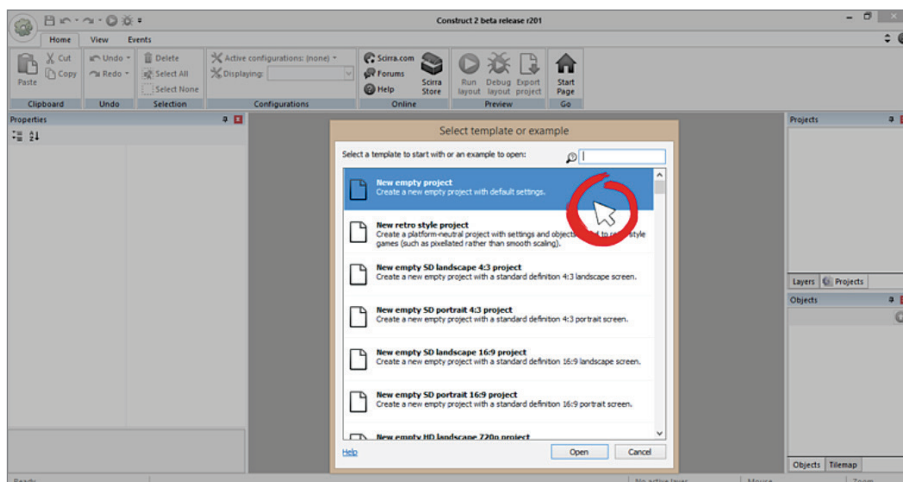 Construct 2 beta release r201
Home View Events
Paste
Cut
Copy
Clipboard
Undo
Redo
Undo
Delete
Select All
Select None
Selection
Active configurations: (none)
Displaying:
Configurations
Scirra.com
Forums
Help
Scirra Store
Online
Run layout
Debug layout
Export project
Preview
Start Page
Go
Properties
Projects
Select template or example
Select a template to start with or an example to open:
New empty project
Create a new empty project with default settings.
New retro style project
Create a platform-neutral project with settings and objects to style
games (such as pixellated rather than smooth scaling).
New empty SD landscape 4:3 project
Create a new empty project with a standard definition 4:3 landscape screen.
New empty SD portrait 4:3 project
Create a new empty project with a standard definition 4:3 portrait screen.
New empty SD landscape 16:9 project
Create a new empty project with a standard definition 16:9 landscape screen.
New empty SD portrait 16:9 project
Create a new empty project with a standard definition 16:9 portrait screen.
New empty HD landscape 720p project
Help
Open
Cancel
Layers Projects
Objects
Objects Tilemap
Ready
No active layer
Mouse
Zoom